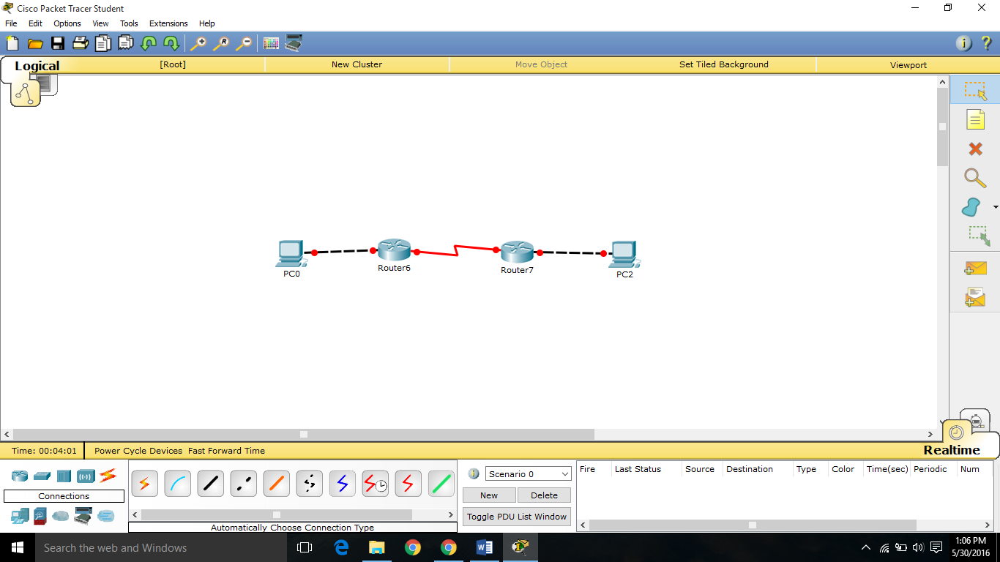 Cisco Packet Tracer Student
File Edit Options View Tools Extensions Help
Logical [Root] New Cluster Move Object Set Tiled Background Viewport
PC0 Router6 Router7 PC2
Time: 00:04:01 Power Cycle Devices Fast Forward Time Realtime
Connections
Automatically Choose Connection Type
Scenario 0
New Delete
Toggle PDU List Window
Fire Last Status Source Destination Type Color Time(sec) Periodic Num
Search the web and Windows
1:06 PM
5/30/2016